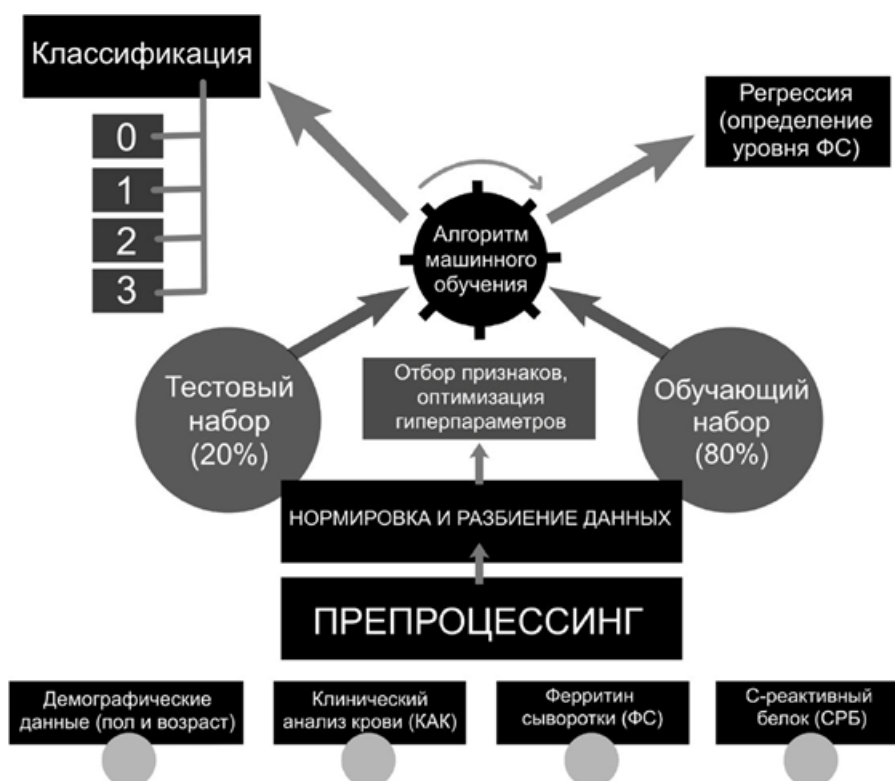 Классификация
0
1
2
3
Регрессия
(определение
уровня ФС)
Алгоритм
машинного
обучения
Тестовый
набор
(20%)
Отбор признаков,
оптимизация
гиперпараметров
Обучающий
набор
(80%)
НОРМИРОВКА И РАЗБИЕНИЕ ДАННЫХ
ПРЕПРОЦЕССИНГ
Демографические
данные (пол и возраст)
Клинический
анализ крови (КАК)
Ферритин
сыворотки (ФС)
С-реактивный
белок (СРБ)